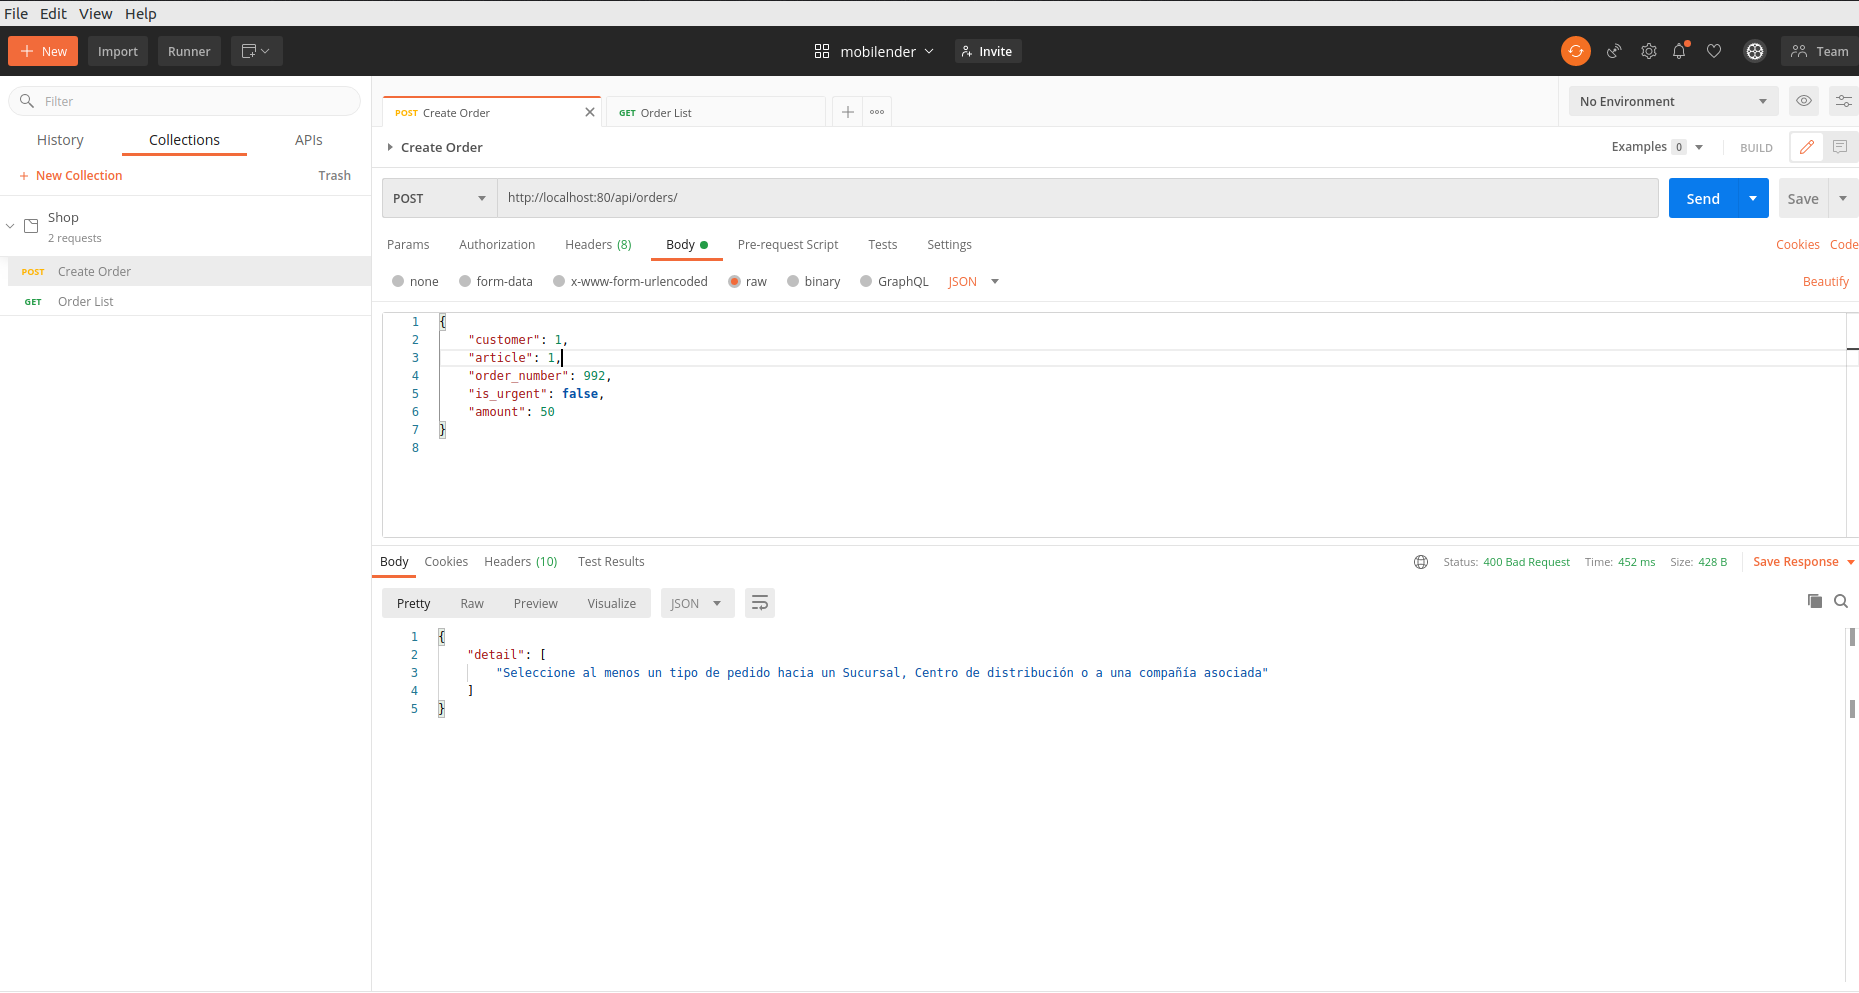 File Edit View Help
New Import Runner mobilender Invite Team
Filter
History Collections APIs
+ New Collection Trash
Shop
2 requests
POST Create Order
GET Order List
POST Create Order GET Order List No Environment
Create Order Examples 0 BUILD
POST http://localhost:80/api/orders/ Send Save
Params Authorization Headers (8) Body Pre-request Script Tests Settings Cookies Code
none form-data x-www-form-urlencoded raw binary GraphQL JSON Beautify
1 {
2 "customer": 1,
3 "article": 1,
4 "order_number": 992,
5 "is_urgent": false,
6 "amount": 50
7 }
8
Body Cookies Headers (10) Test Results Status: 400 Bad Request Time: 452 ms Size: 428 B Save Response
Pretty Raw Preview Visualize JSON
1 {
2 "detail": [
3 "Seleccione al menos un tipo de pedido hacia un Sucursal, Centro de distribución o a una compañía asociada"
4 ]
5 }